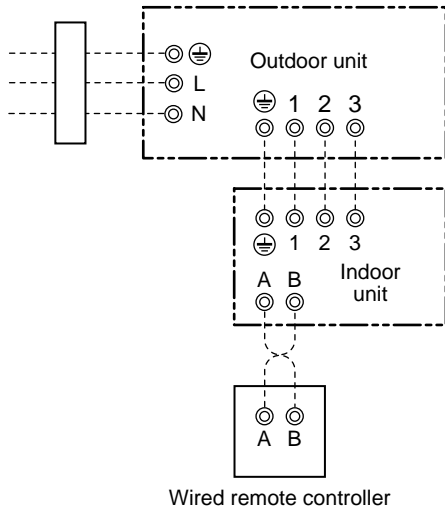 Outdoor unit
L
N
1 2 3
1 2 3
A B
Indoor
unit
A B
Wired remote controller